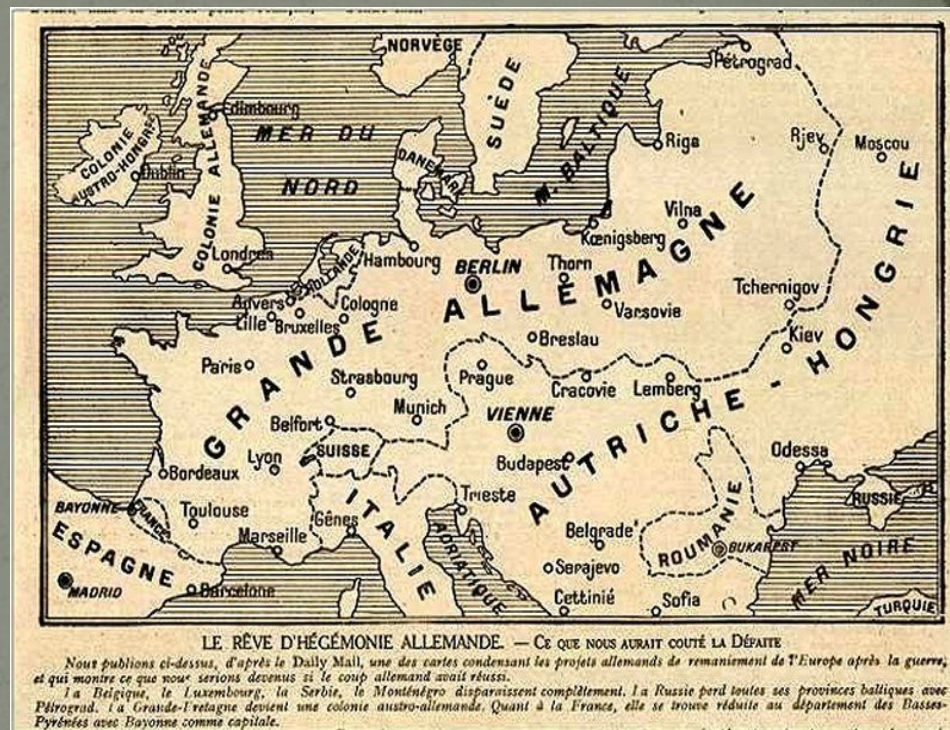 NORVÈGE
SUÈDE
Pétrograd
COLONIE ALLEMANDE
Edimbourg
MER DU
NORD
M. BALTIQUE
Riga
Rjev
Moscou
COLONIE
AUSTRO-HONGRSE
Dublin
DANEMARK
Vilna
Kœnigsberg
Londres
HOLLANDE
Hambourg
BERLIN
Thorn
Tchernigov
Anvers
Cologne
Varsovie
Lille
Bruxelles
GRANDE ALLEMAGNE
Breslau
Kiev
Paris
Strasbourg
Prague
Cracovie
Lemberg
Munich
VIENNE
AUTRICHE-HONGRIE
Belfort
SUISSE
Lyon
Budapest
Bordeaux
Odessa
Trieste
RUSSIE
BAYONNE
FRANCE
Toulouse
Gênes
ITALIE
Marseille
Belgrade
ROUMANIE
BUKAREST
ESPAGNE
ADRIATIQUE
MER NOIRE
Serajevo
MADRID
Barcelone
Cettinié
Sofia
TURQUIE
LE RÊVE D'HÉGÉMONIE ALLEMANDE. — CE QUE NOUS AURAIT COUTÉ LA DÉFAITE
Nous publions ci-dessus, d'après le Daily Mail, une des cartes condensant les projets allemands de remaniement de l'Europe après la guerre,
et qui montre ce que nous serions devenus si le coup allemand avait réussi.
La Belgique, le Luxembourg, la Serbie, le Monténégro disparaissent complètement. La Russie perd toutes ses provinces baltiques avec
Pétrograd. La Grande-Bretagne devient une colonie austro-allemande. Quant à la France, elle se trouve réduite au département des Basses-
Pyrénées avec Bayonne comme capitale.